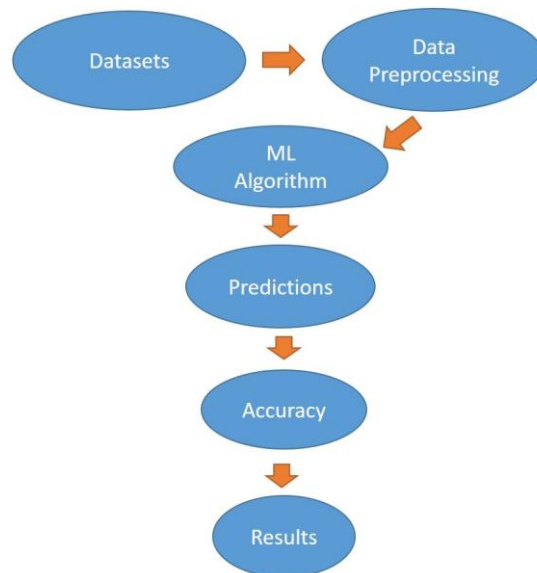 Datasets
Data
Preprocessing
ML
Algorithm
Predictions
Accuracy
Results